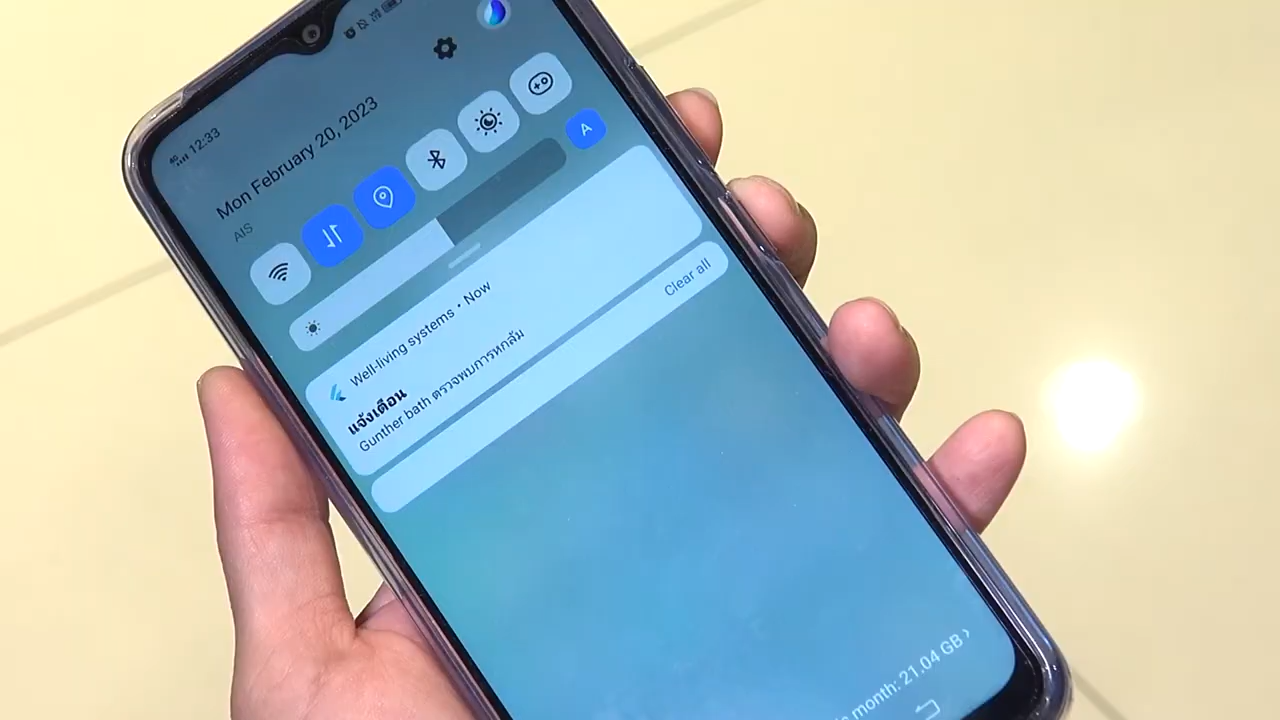 4G 12:33
Mon February 20, 2023
AIS
A
Well-living systems • Now
แจ้งเตือน
Gunther bath ตรวจพบการหกล้ม
Clear all
month: 21.04 GB ›